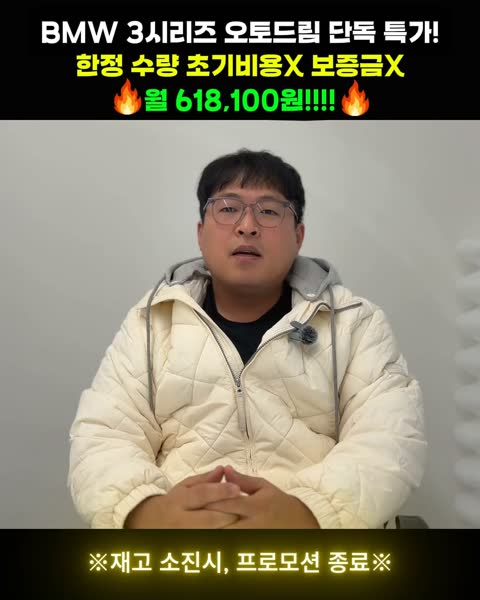 BMW 3시리즈 오토드림 단독 특가!
한정 수량 초기비용X 보증금X
🔥월 618,100원!!!!🔥
※재고 소진시, 프로모션 종료※